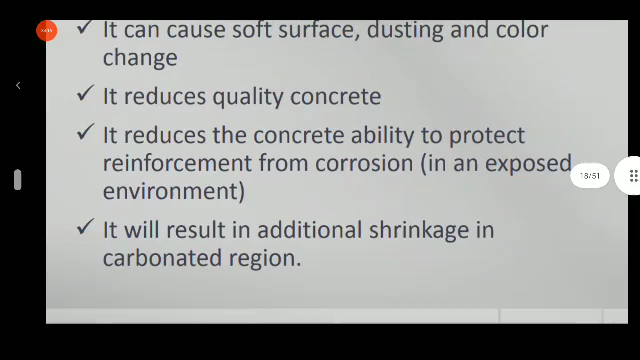 ✓ It can cause soft surface, dusting and color
change
✓ It reduces quality concrete
✓ It reduces the concrete ability to protect
reinforcement from corrosion (in an exposed
environment)
✓ It will result in additional shrinkage in
carbonated region.
18/51